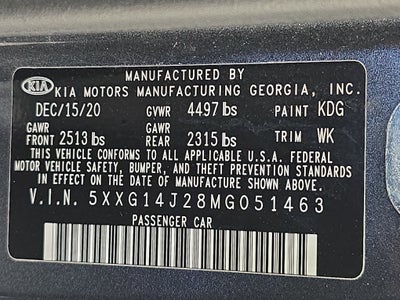 MANUFACTURED BY
KIA KIA MOTORS MANUFACTURING GEORGIA, INC.
DEC/15/20 GVWR 4497 lbs PAINT KDG
GAWR GAWR
FRONT 2513 lbs REAR 2315 lbs TRIM WK
THIS VEHICLE CONFORMS TO ALL APPLICABLE U.S.A. FEDERAL
MOTOR VEHICLE SAFETY, BUMPER, AND THEFT PREVENTION STANDARDS
IN EFFECT ON THE DATE OF MANUFACTURE SHOWN ABOVE.
V.I.N. 5XXG14J28MG051463
PASSENGER CAR